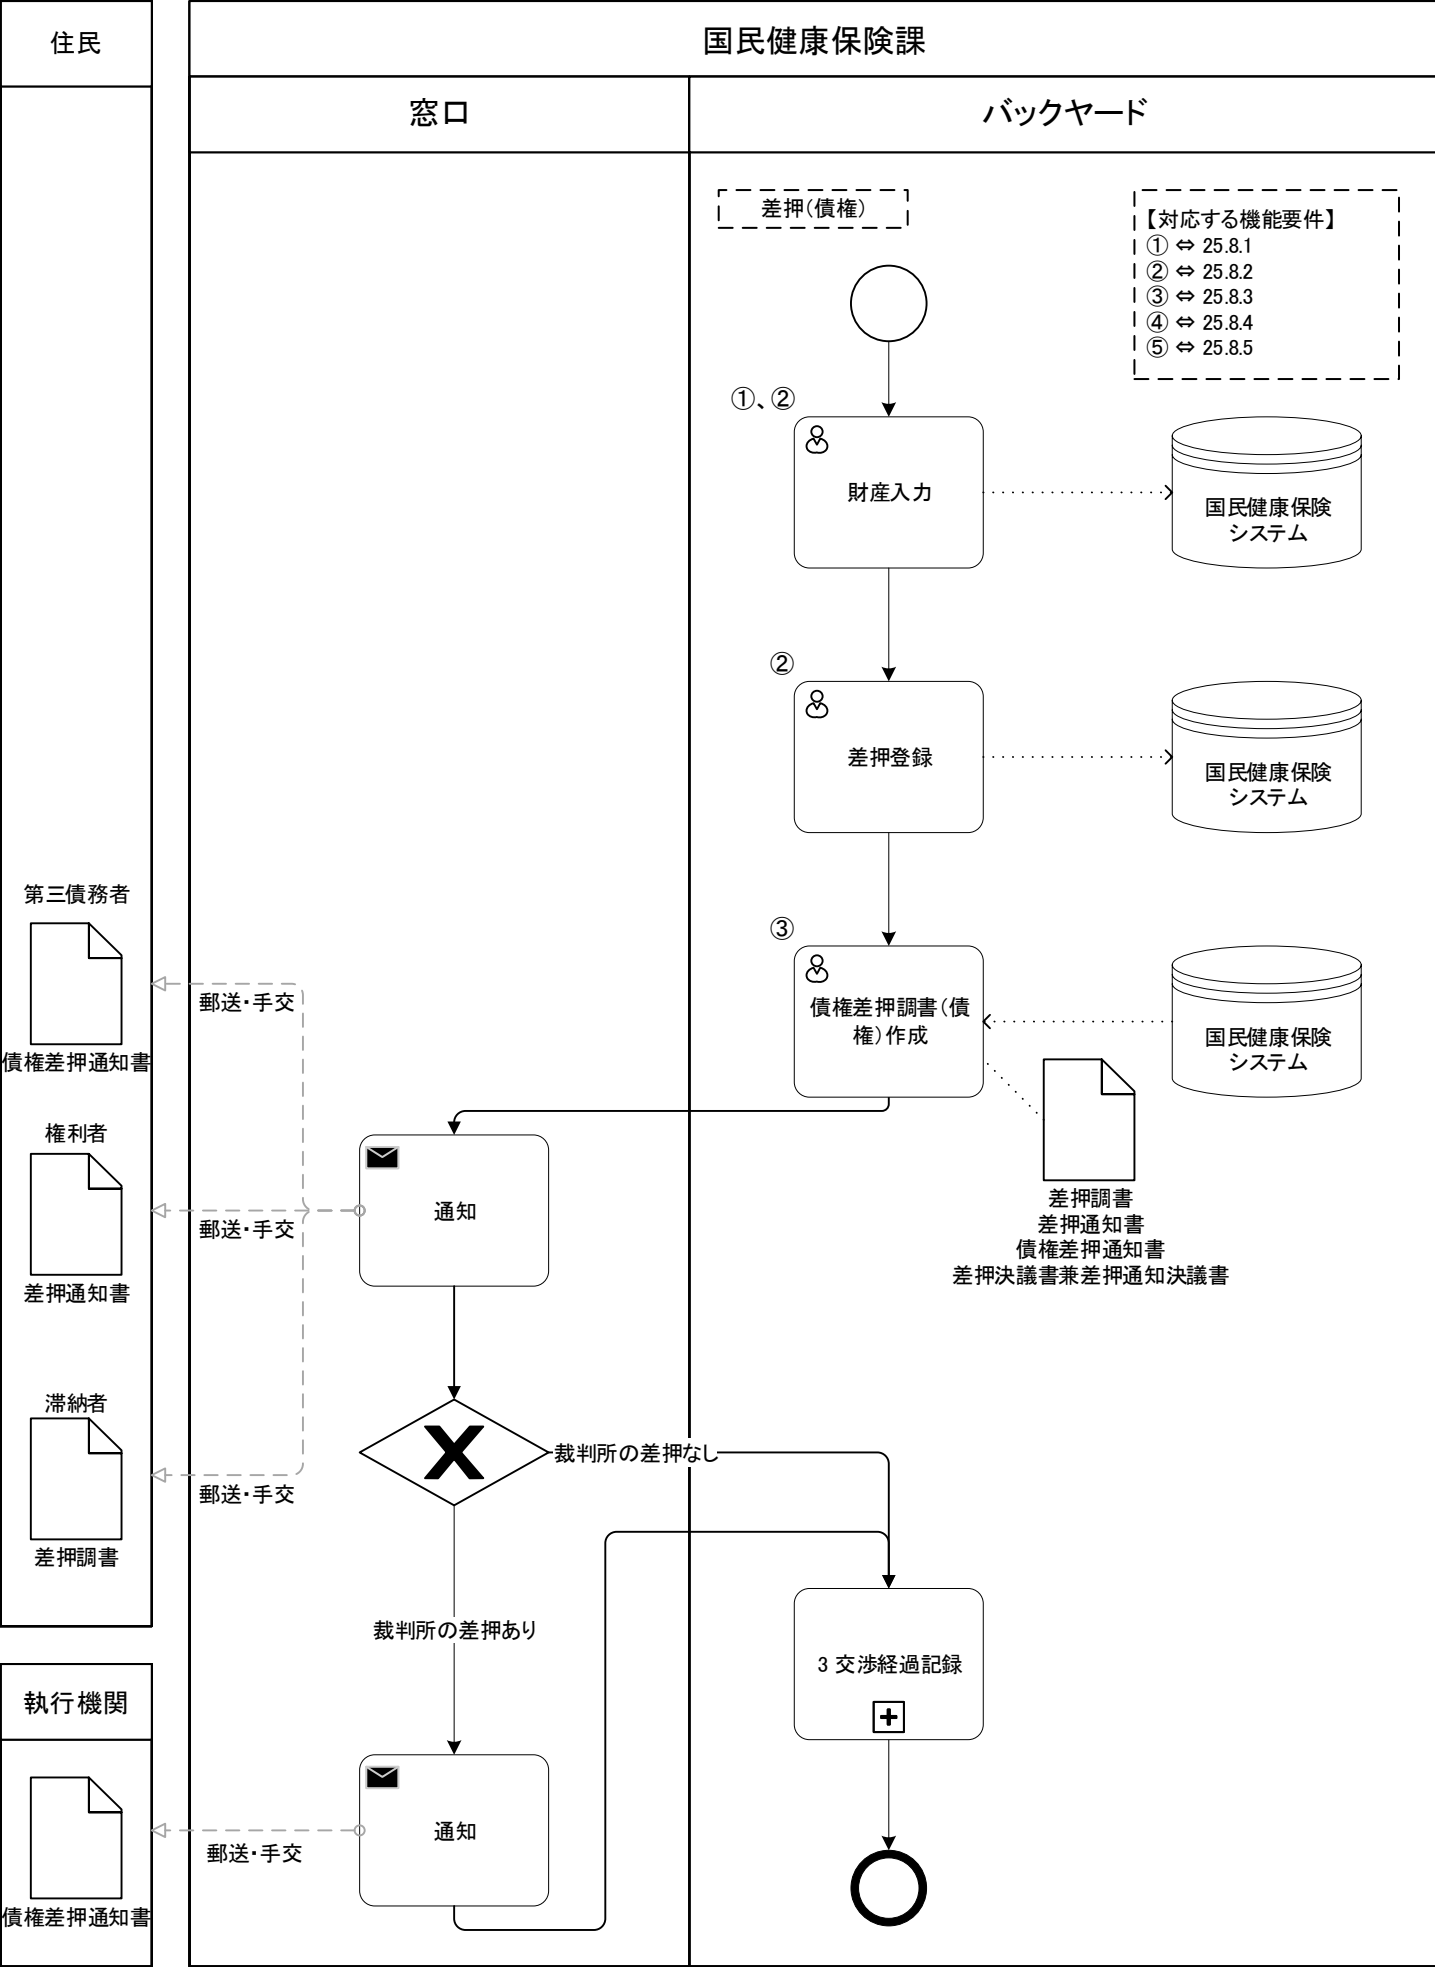 住民
国民健康保険課
窓口
バックヤード
差押（債権）
【対応する機能要件】
① ⇔ 25.8.1
② ⇔ 25.8.2
③ ⇔ 25.8.3
④ ⇔ 25.8.4
⑤ ⇔ 25.8.5
①、②
財産入力
国民健康保険
システム
②
差押登録
国民健康保険
システム
③
債権差押調書（債
権）作成
国民健康保険
システム
差押調書
差押通知書
債権差押通知書
差押決議書兼差押通知決議書
第三債務者
債権差押通知書
郵送・手交
権利者
差押通知書
郵送・手交
通知
滞納者
差押調書
郵送・手交
裁判所の差押なし
裁判所の差押あり
3 交渉経過記録
執行機関
債権差押通知書
郵送・手交
通知